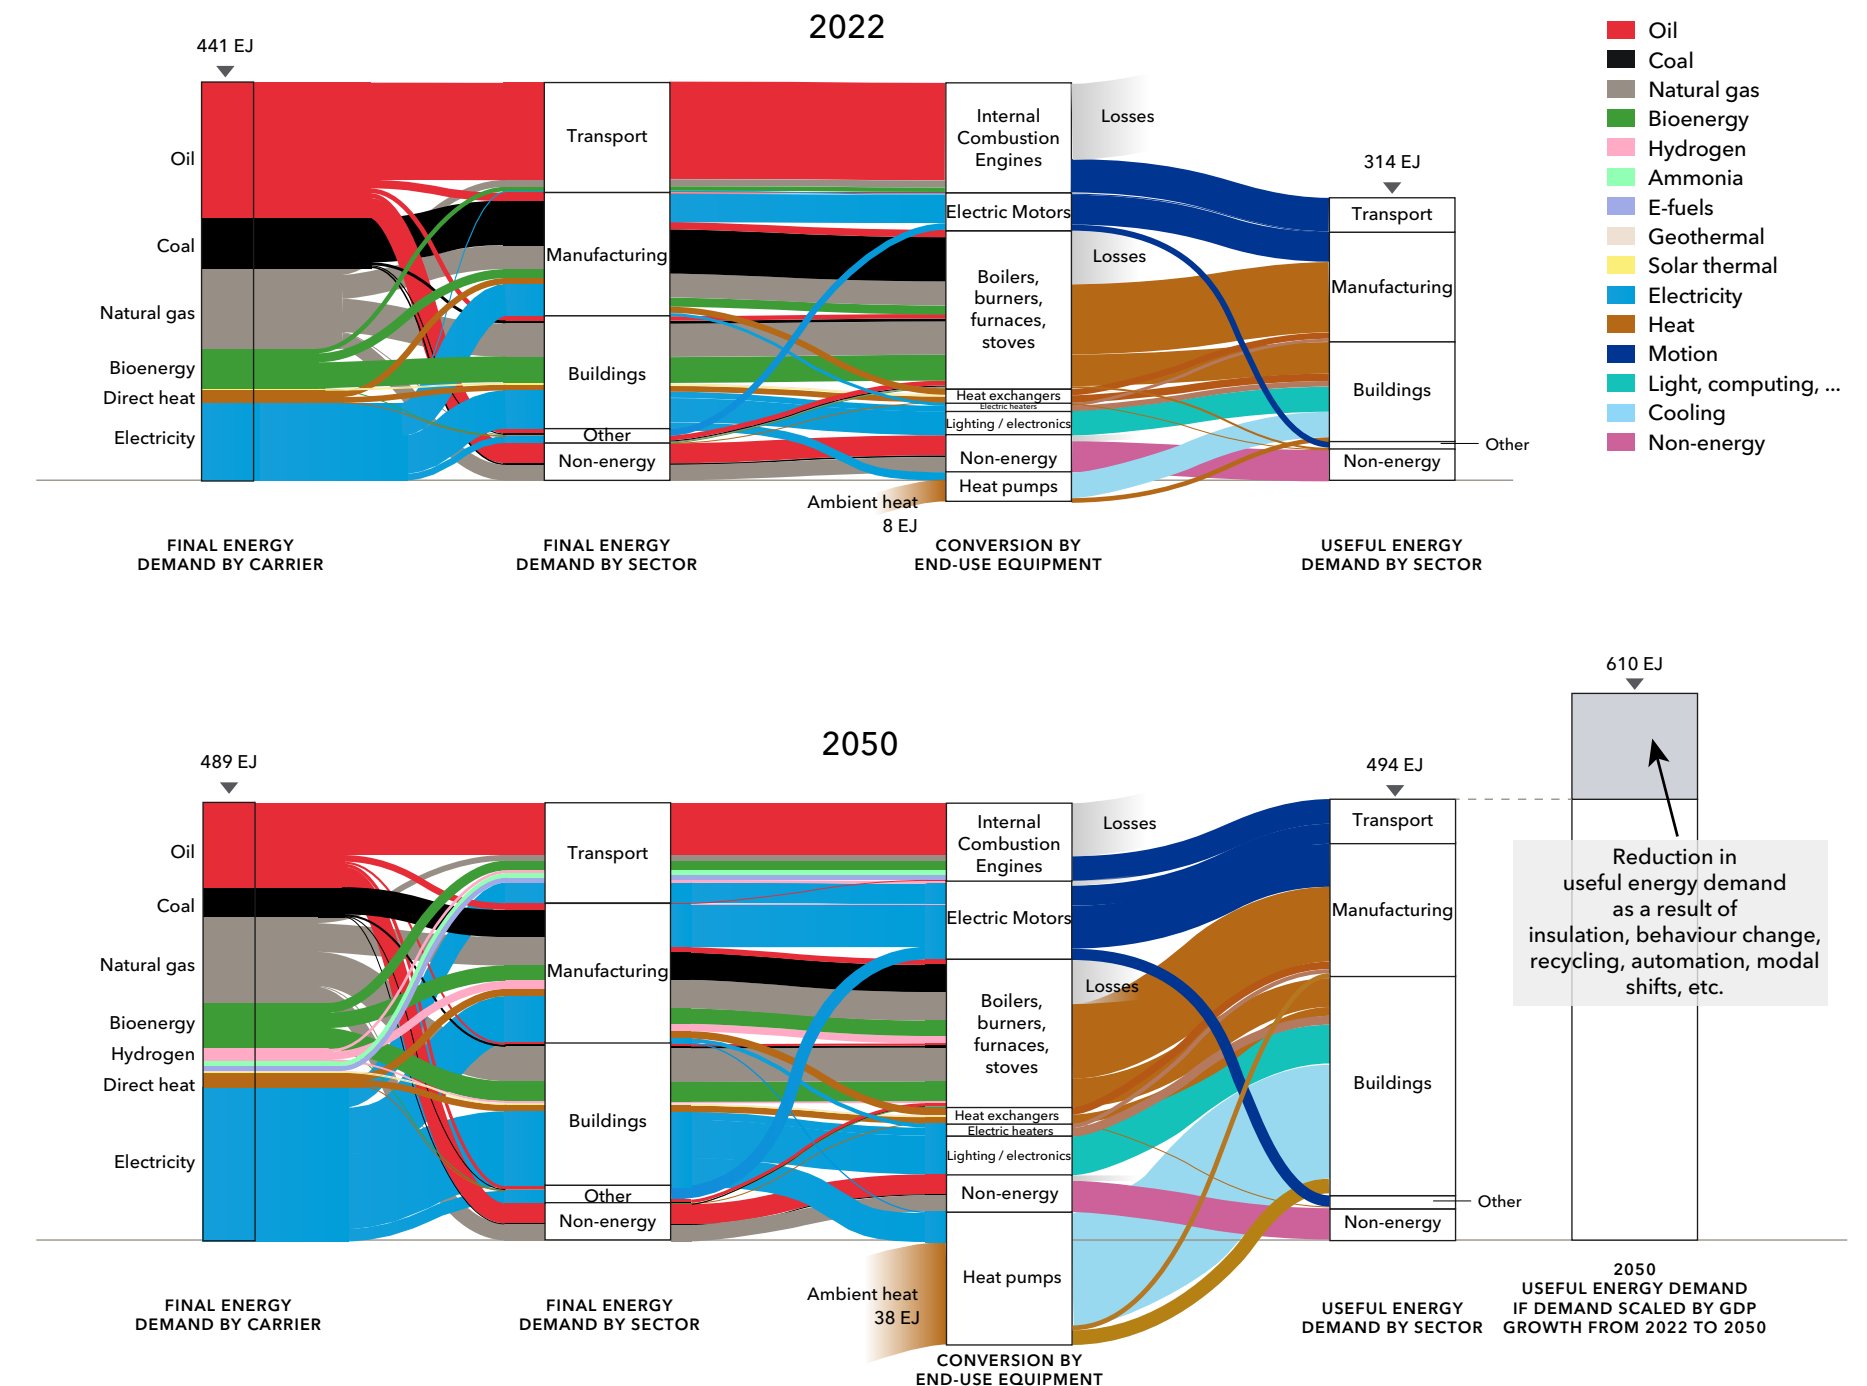 2022
441 EJ
Oil
Coal
Natural gas
Bioenergy
Direct heat
Electricity
Transport
Manufacturing
Buildings
Other
Non-energy
Internal
Combustion
Engines
Electric Motors
Boilers,
burners,
furnaces,
stoves
Heat exchangers
Electric heaters
Lighting / electronics
Non-energy
Heat pumps
Ambient heat
8 EJ
Losses
Losses
314 EJ
Transport
Manufacturing
Buildings
Other
Non-energy
FINAL ENERGY
DEMAND BY CARRIER
FINAL ENERGY
DEMAND BY SECTOR
CONVERSION BY
END-USE EQUIPMENT
USEFUL ENERGY
DEMAND BY SECTOR
Oil
Coal
Natural gas
Bioenergy
Hydrogen
Ammonia
E-fuels
Geothermal
Solar thermal
Electricity
Heat
Motion
Light, computing, ...
Cooling
Non-energy
2050
489 EJ
Oil
Coal
Natural gas
Bioenergy
Hydrogen
Direct heat
Electricity
Transport
Manufacturing
Buildings
Other
Non-energy
Internal
Combustion
Engines
Electric Motors
Boilers,
burners,
furnaces,
stoves
Heat exchangers
Electric heaters
Lighting / electronics
Non-energy
Heat pumps
Ambient heat
38 EJ
Losses
Losses
494 EJ
Transport
Manufacturing
Buildings
Other
Non-energy
610 EJ
Reduction in
useful energy demand
as a result of
insulation, behaviour change,
recycling, automation, modal
shifts, etc.
FINAL ENERGY
DEMAND BY CARRIER
FINAL ENERGY
DEMAND BY SECTOR
CONVERSION BY
END-USE EQUIPMENT
USEFUL ENERGY
DEMAND BY SECTOR
2050
USEFUL ENERGY DEMAND
IF DEMAND SCALED BY GDP
GROWTH FROM 2022 TO 2050